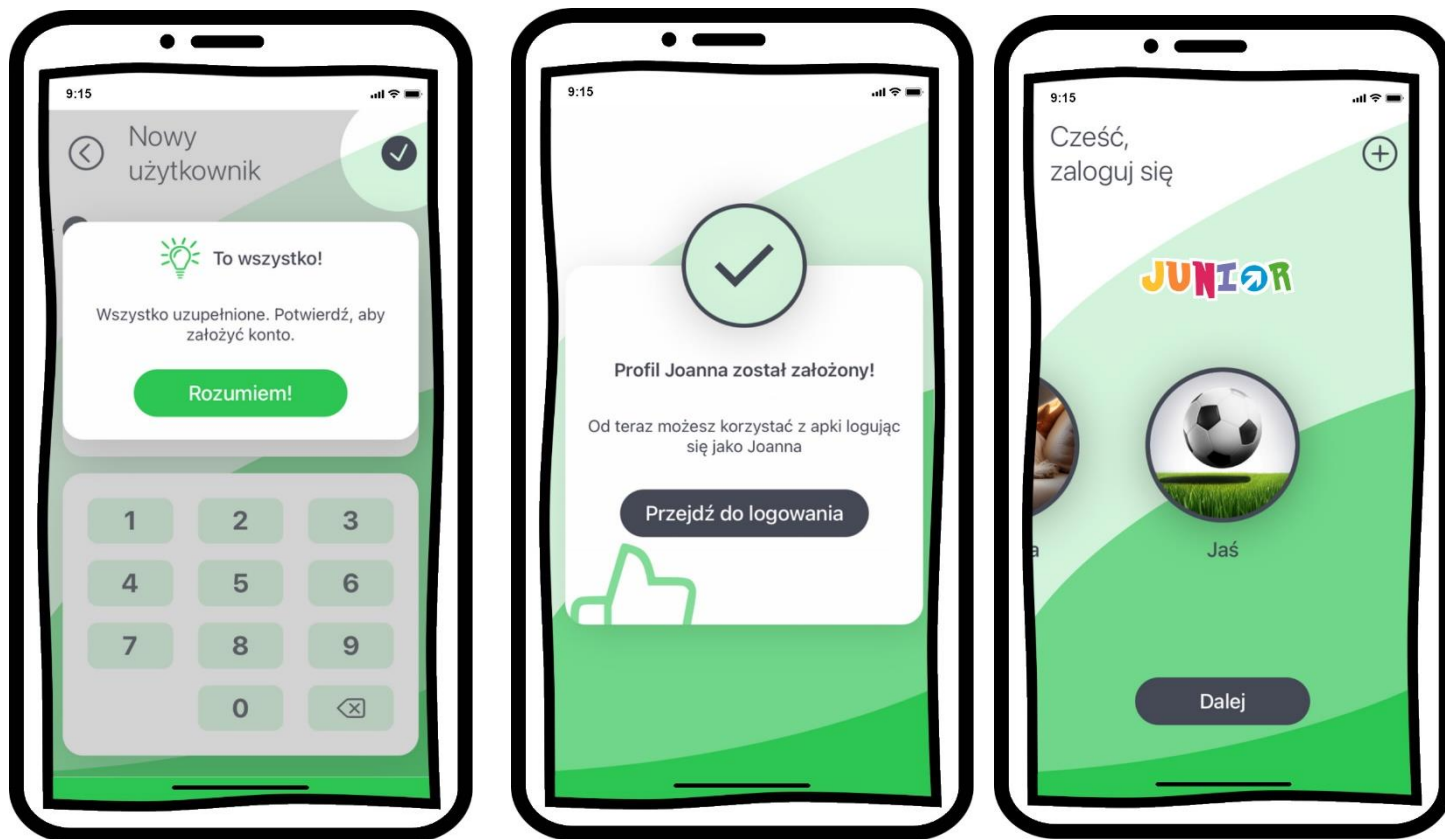 9:15
Nowy
użytkownik
To wszystko!
Wszystko uzupełnione. Potwierdź, aby
założyć konto.
Rozumiem!
1 2 3
4 5 6
7 8 9
0
9:15
Profil Joanna został założony!
Od teraz możesz korzystać z apki logując
się jako Joanna
Przejdź do logowania
9:15
Cześć,
zaloguj się
JUNIOR
a
Jaś
Dalej